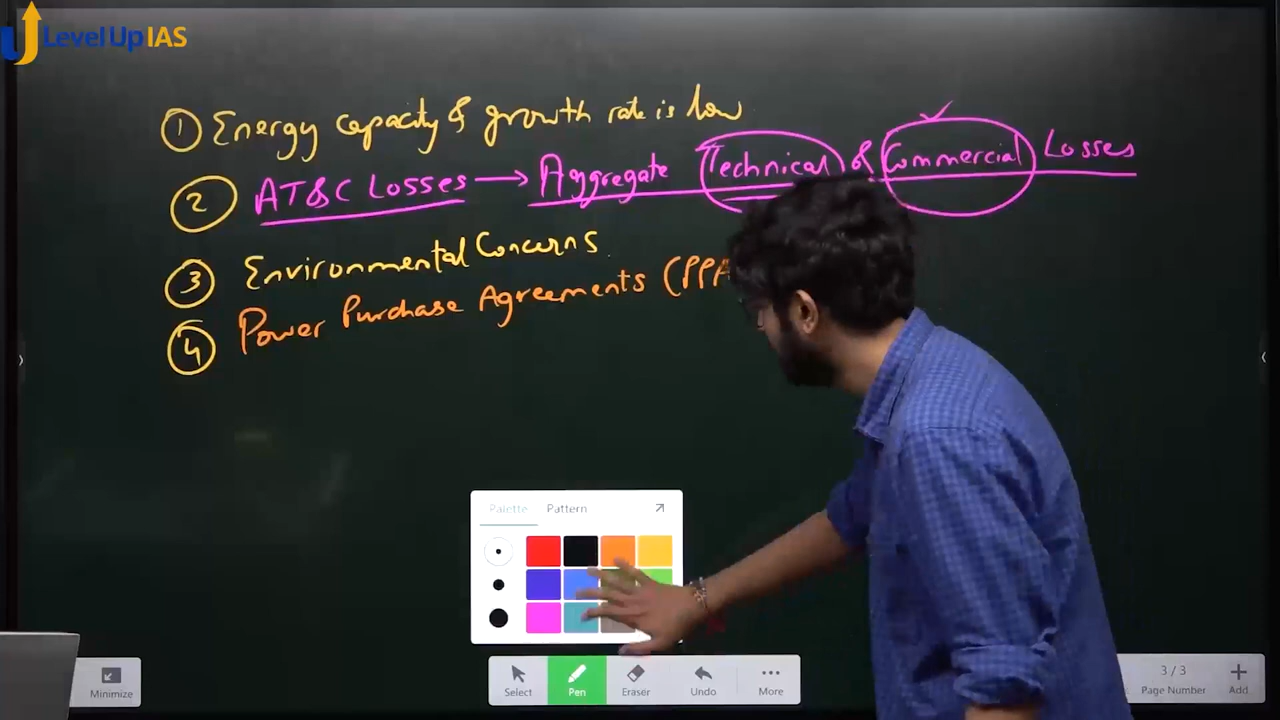 Level Up IAS
① Energy capacity & growth rate is low
② AT&C Losses → Aggregate Technical & Commercial Losses
③ Environmental Concerns
④ Power Purchase Agreements (PPA
Palette Pattern
Minimize
Select Pen Eraser Undo More
3 / 3
Page Number Add